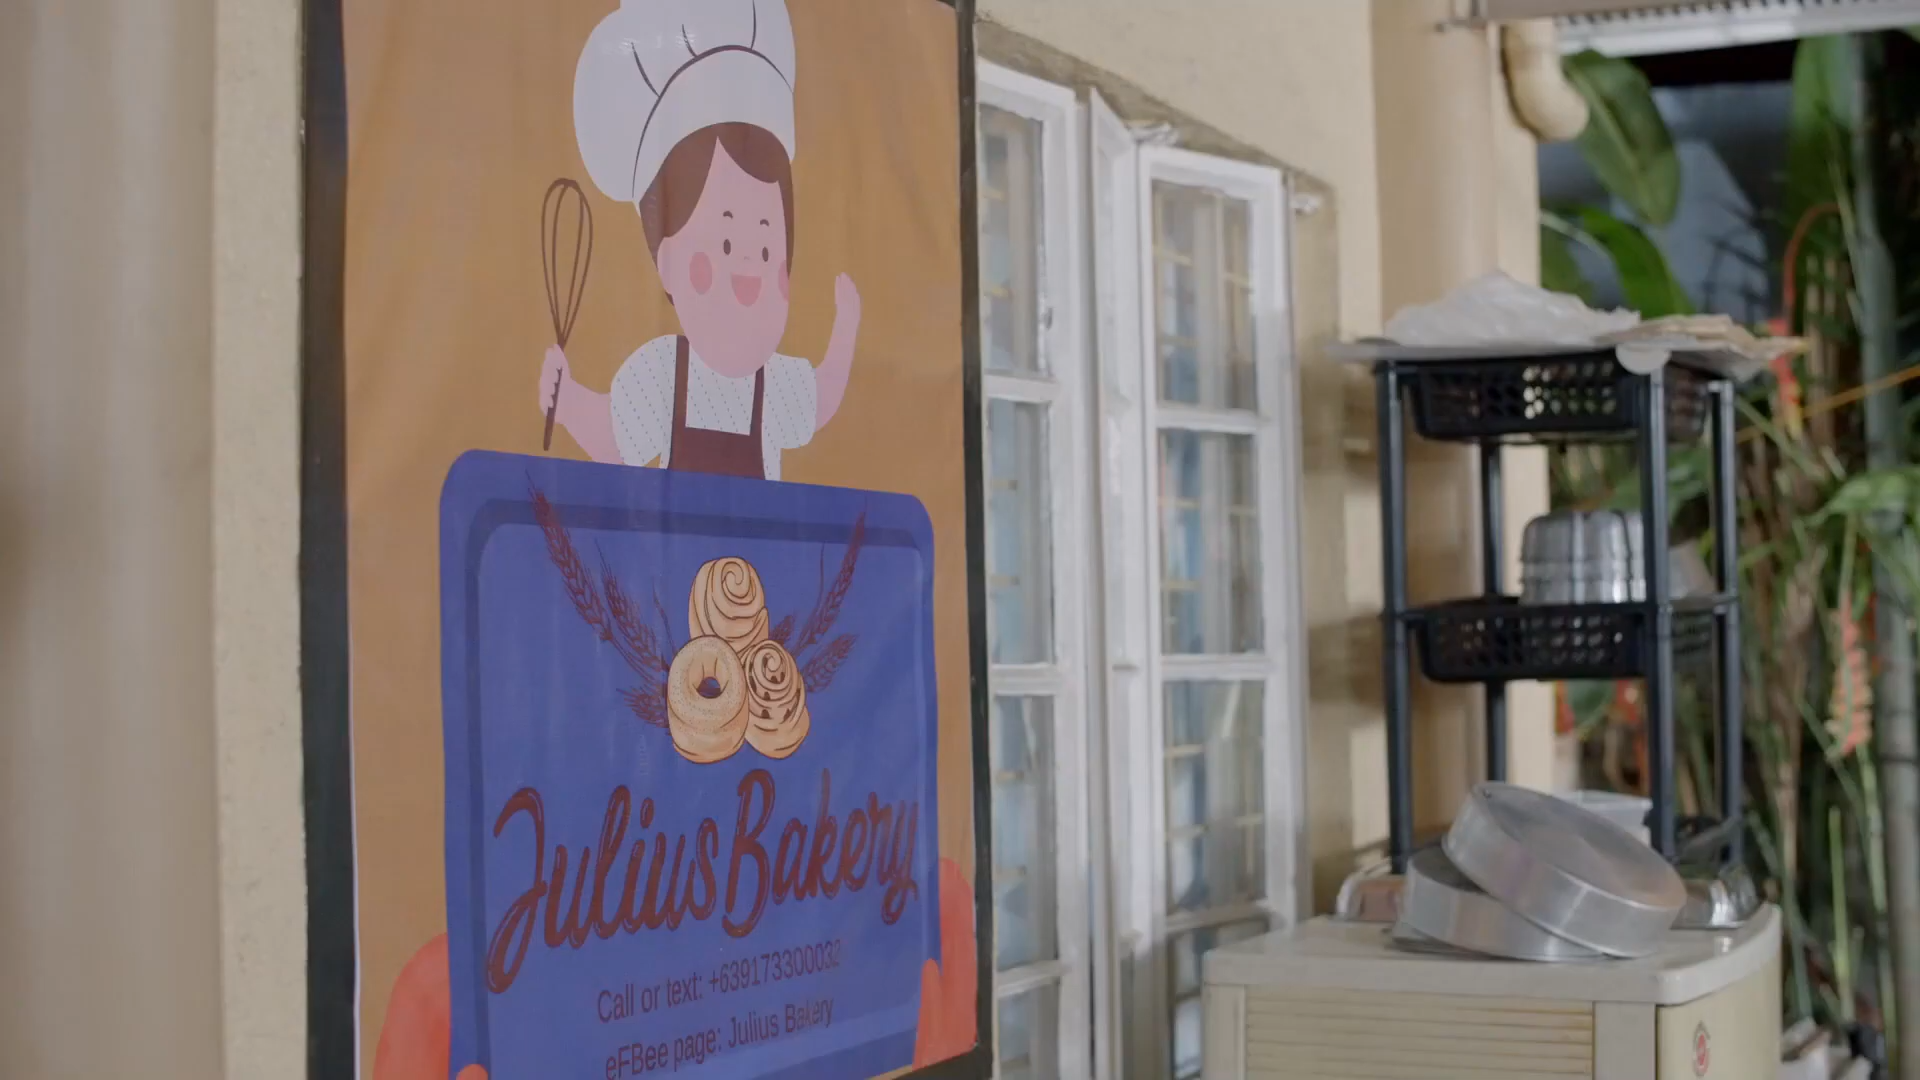 Julius Bakery
Call or text: +639173300032
eFBee page: Julius Bakery